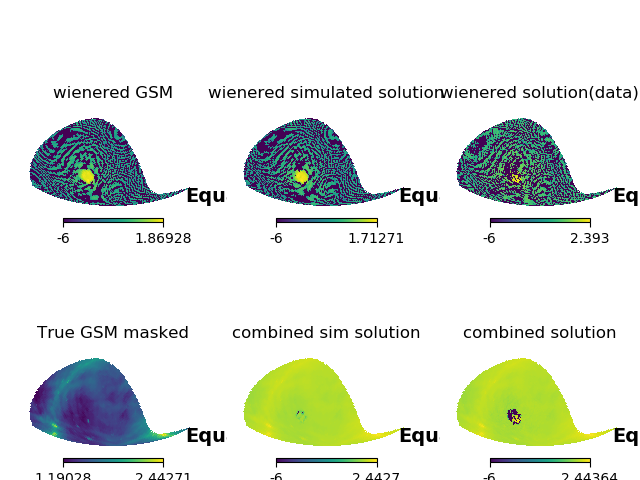 wienered GSM
wienered simulated solution
wienered solution(data)
Equ
Equ
Eq
-6 1.86928
-6 1.71271
-6 2.393
True GSM masked
combined sim solution
combined solution
Equ
Equ
Eq
1.19028 2.44271
-6 2.4427
-6 2.44364